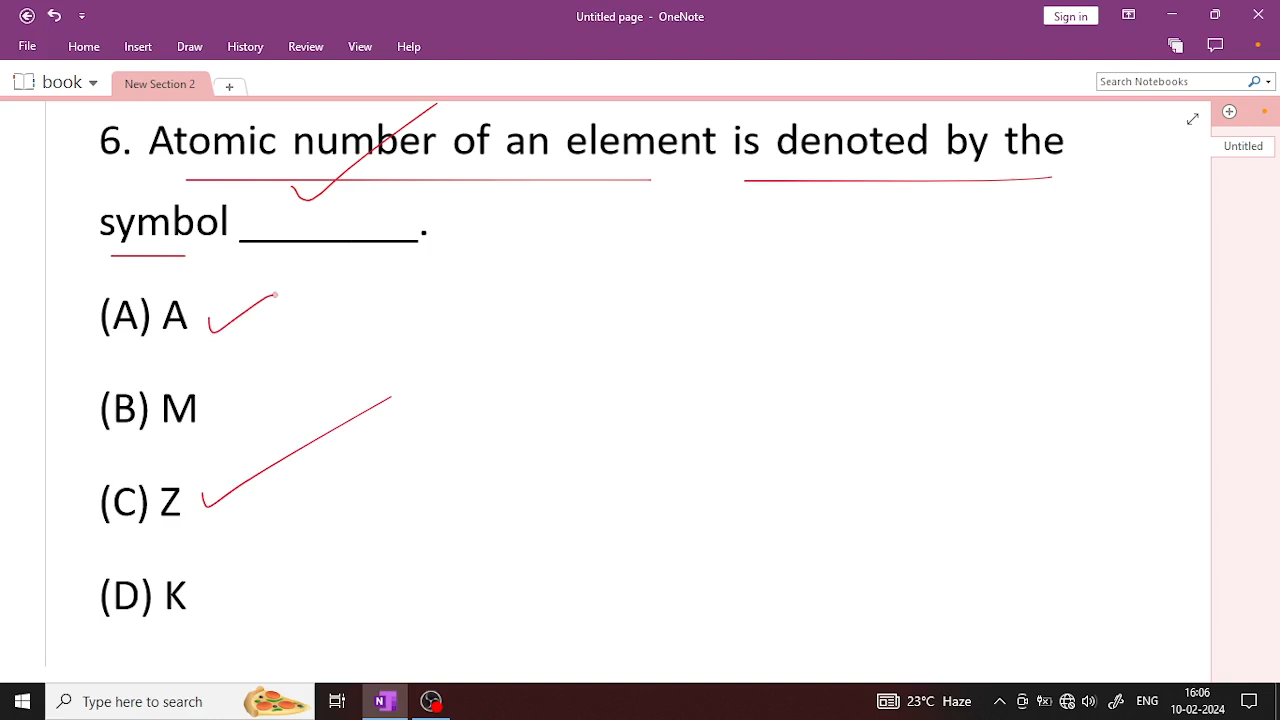 Untitled page - OneNote
Sign in
File Home Insert Draw History Review View Help
book New Section 2 + Search Notebooks
6. Atomic number of an element is denoted by the
symbol _________.
Untitled
(A) A
(B) M
(C) Z
(D) K
Type here to search
N
23°C Haze
ENG
16:06
10-02-2024